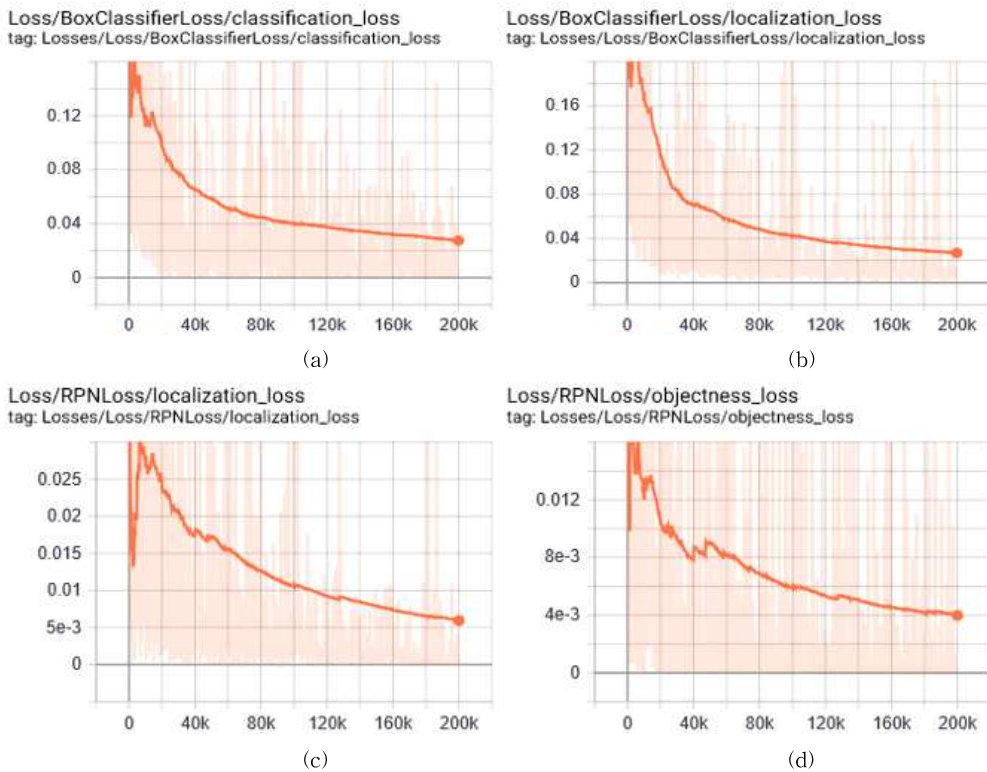 Loss/BoxClassifierLoss/classification_loss
tag: Losses/Loss/BoxClassifierLoss/classification_loss
0.12
0.08
0.04
0
0 40k 80k 120k 160k 200k
(a)
Loss/BoxClassifierLoss/localization_loss
tag: Losses/Loss/BoxClassifierLoss/localization_loss
0.16
0.12
0.08
0.04
0
0 40k 80k 120k 160k 200k
(b)
Loss/RPNLoss/localization_loss
tag: Losses/Loss/RPNLoss/localization_loss
0.025
0.02
0.015
0.01
5e-3
0
0 40k 80k 120k 160k 200k
(c)
Loss/RPNLoss/objectness_loss
tag: Losses/Loss/RPNLoss/objectness_loss
0.012
8e-3
4e-3
0
0 40k 80k 120k 160k 200k
(d)